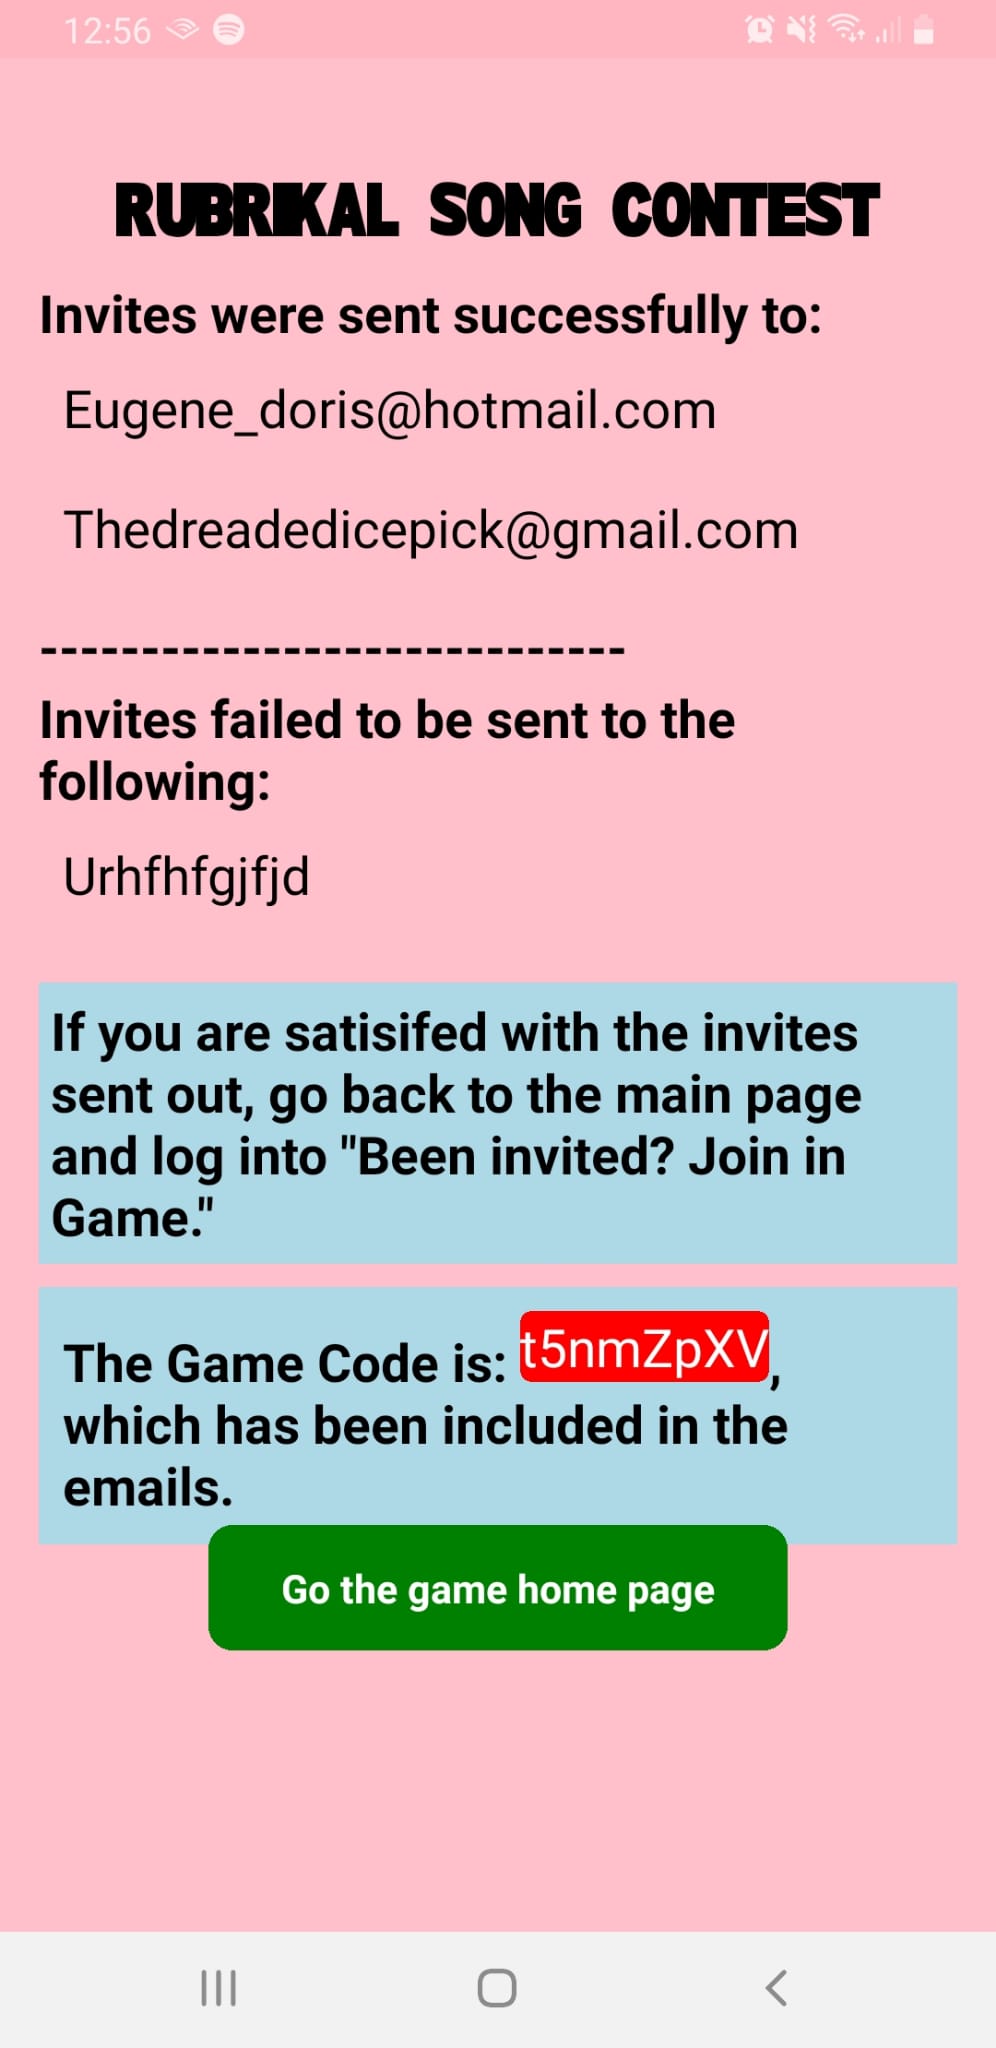 12:56
RUBRIKAL SONG CONTEST
Invites were sent successfully to:
Eugene_doris@hotmail.com
Thedreadedicepick@gmail.com
-----------------------------
Invites failed to be sent to the
following:
Urhfhfgjfjd
If you are satisifed with the invites
sent out, go back to the main page
and log into "Been invited? Join in
Game."
The Game Code is: t5nmZpXV,
which has been included in the
emails.
Go the game home page